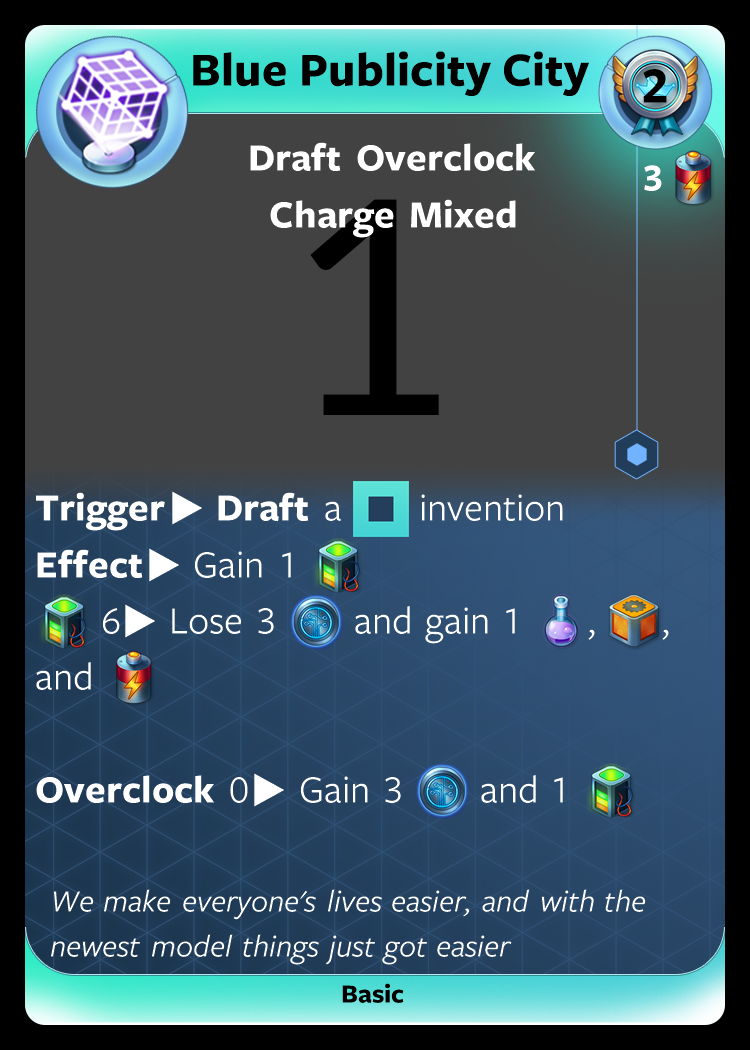 Blue Publicity City
2
Draft Overclock
3
Charge Mixed
1
Trigger▶ Draft a invention
Effect▶ Gain 1
6▶ Lose 3 and gain 1 , ,
and
Overclock 0▶ Gain 3 and 1
We make everyone's lives easier, and with the
newest model things just got easier
Basic